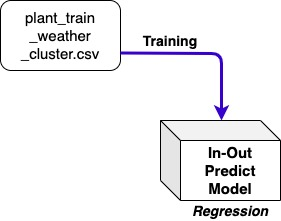 plant_train
_weather
_cluster.csv
Training
In-Out
Predict
Model
Regression